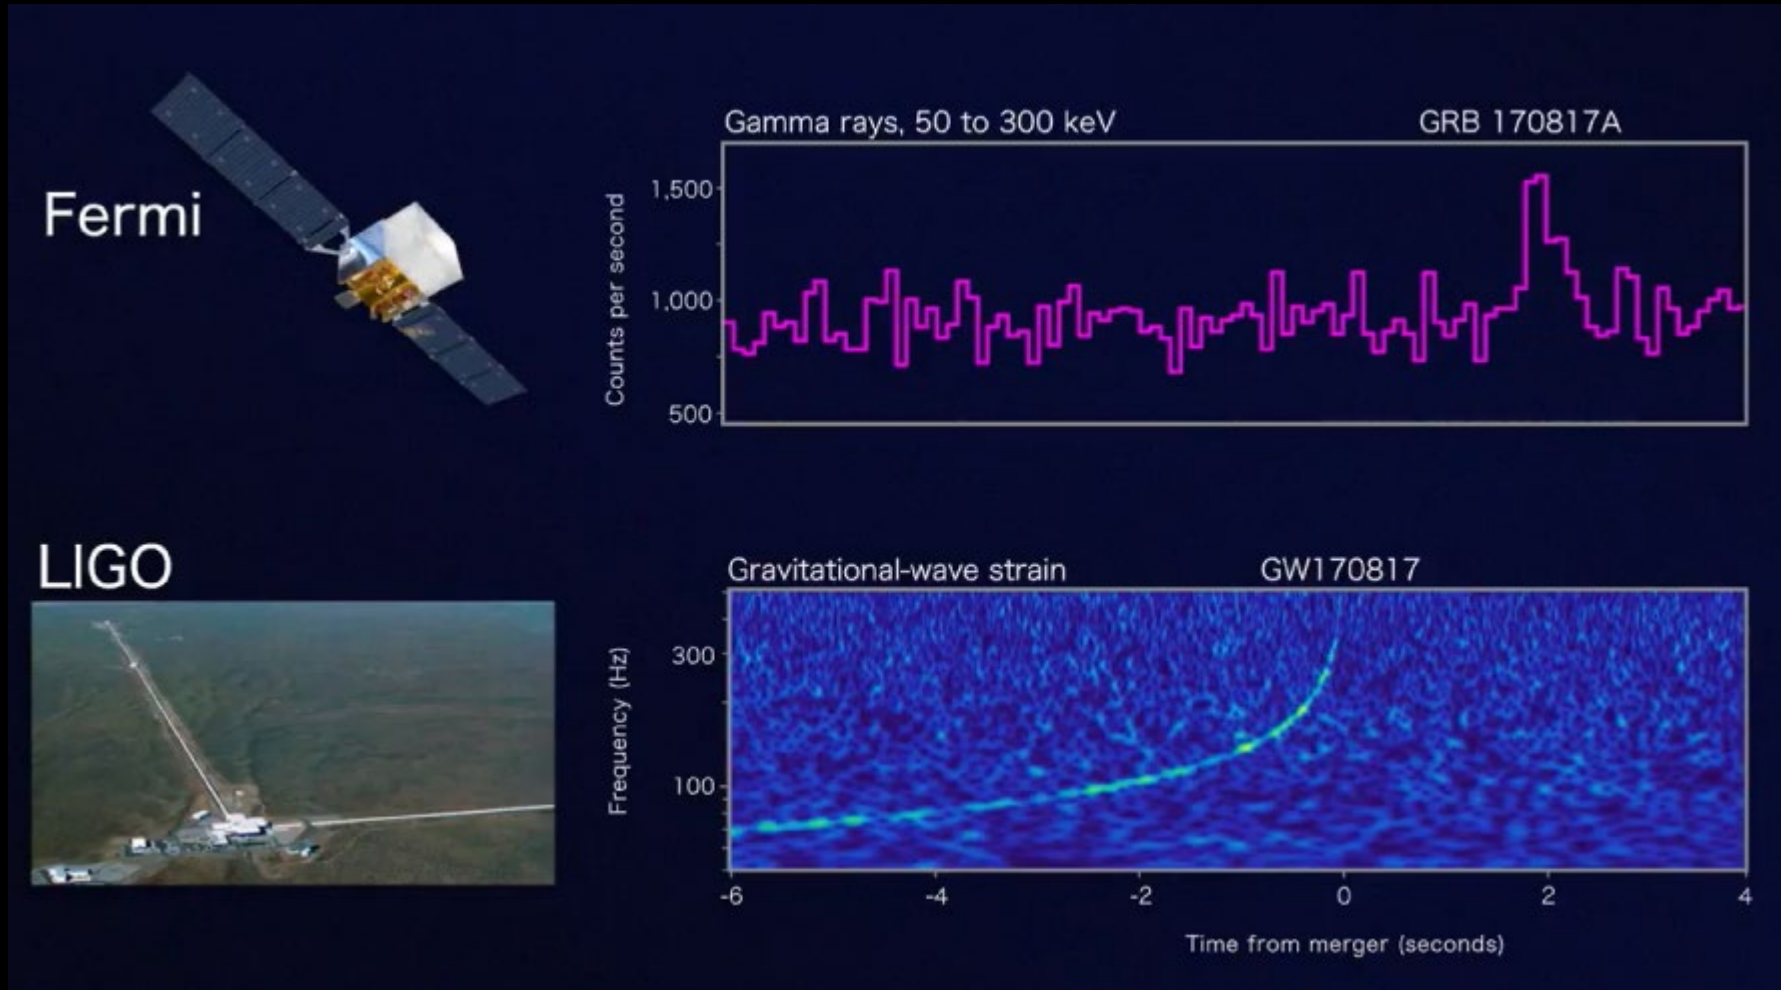 Fermi
Gamma rays, 50 to 300 keV
GRB 170817A
Counts per second
1,500
1,000
500
LIGO
Gravitational-wave strain
GW170817
Frequency (Hz)
300
100
-6 -4 -2 0 2 4
Time from merger (seconds)